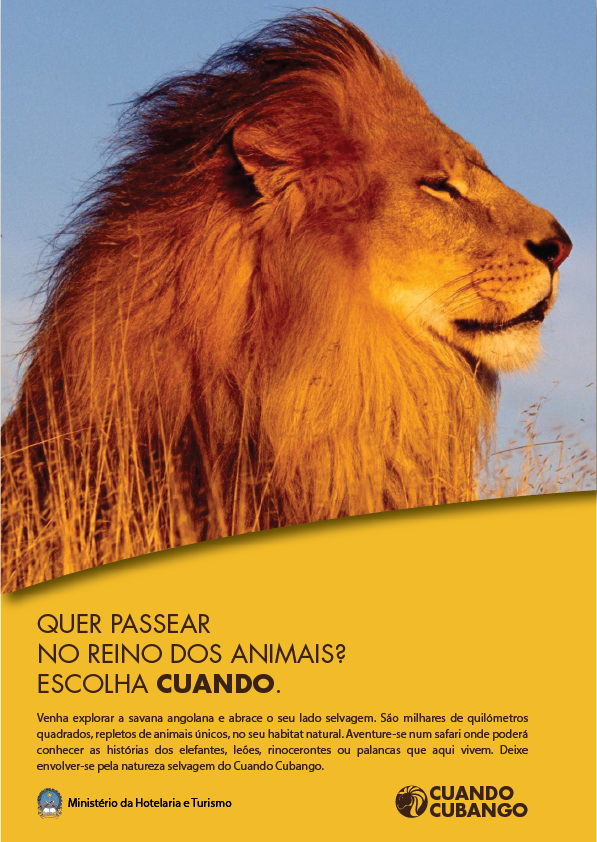 QUER PASSEAR
NO REINO DOS ANIMAIS?
ESCOLHA CUANDO.
Venha explorar a savana angolana e abrace o seu lado selvagem. São milhares de quilómetros
quadrados, repletos de animais únicos, no seu habitat natural. Aventure-se num safari onde poderá
conhecer as histórias dos elefantes, leões, rinocerontes ou palancas que aqui vivem. Deixe
envolver-se pela natureza selvagem do Cuando Cubango.
Ministério da Hotelaria e Turismo
CUANDO
CUBANGO